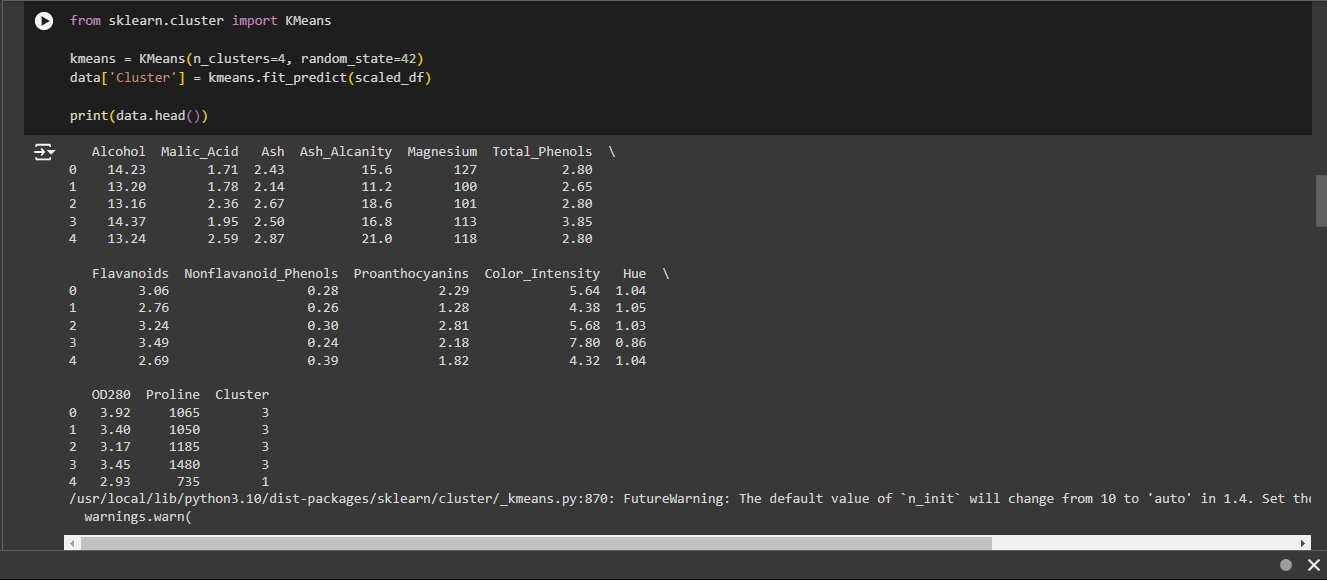 from sklearn.cluster import KMeans
kmeans = KMeans(n_clusters=4, random_state=42)
data['Cluster'] = kmeans.fit_predict(scaled_df)
print(data.head())
   Alcohol  Malic_Acid   Ash  Ash_Alcanity  Magnesium  Total_Phenols  \
0    14.23        1.71  2.43          15.6        127           2.80
1    13.20        1.78  2.14          11.2        100           2.65
2    13.16        2.36  2.67          18.6        101           2.80
3    14.37        1.95  2.50          16.8        113           3.85
4    13.24        2.59  2.87          21.0        118           2.80
   Flavanoids  Nonflavanoid_Phenols  Proanthocyanins  Color_Intensity   Hue  \
0        3.06                  0.28             2.29             5.64  1.04
1        2.76                  0.26             1.28             4.38  1.05
2        3.24                  0.30             2.81             5.68  1.03
3        3.49                  0.24             2.18             7.80  0.86
4        2.69                  0.39             1.82             4.32  1.04
   OD280  Proline  Cluster
0   3.92     1065        3
1   3.40     1050        3
2   3.17     1185        3
3   3.45     1480        3
4   2.93      735        1
/usr/local/lib/python3.10/dist-packages/sklearn/cluster/_kmeans.py:870: FutureWarning: The default value of `n_init` will change from 10 to 'auto' in 1.4. Set
  warnings.warn(